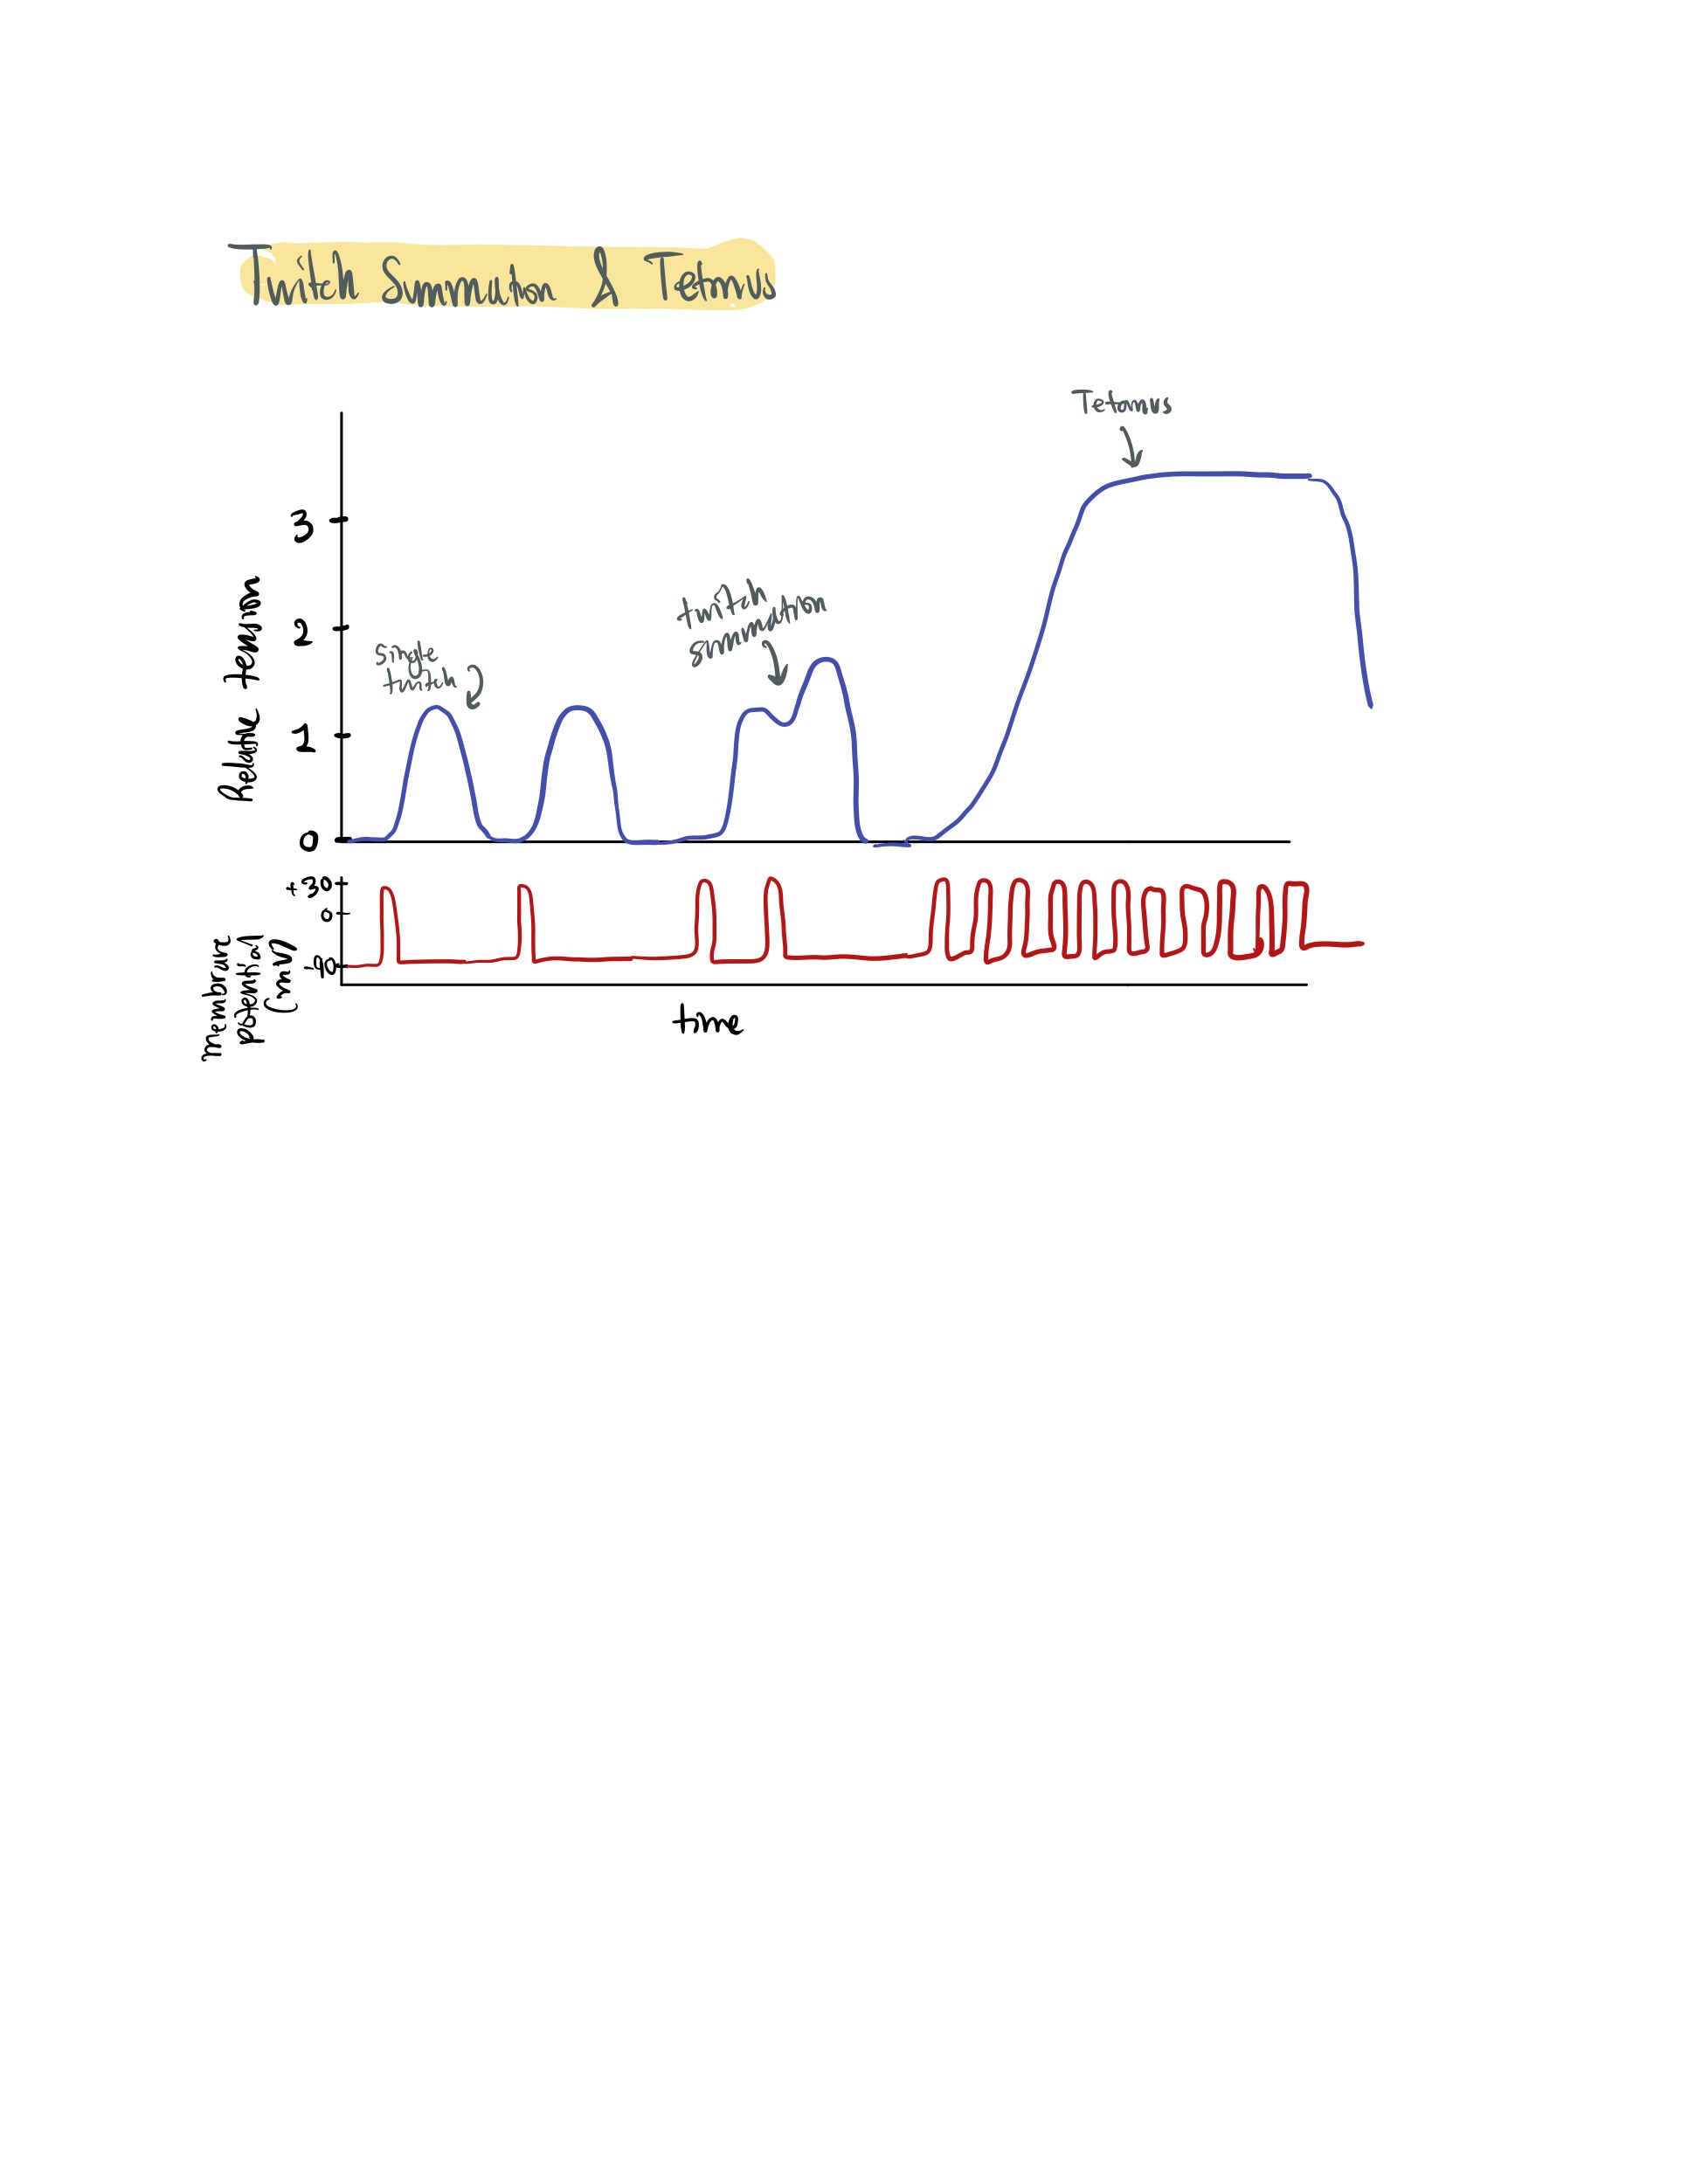 Twitch Summation & Tetanus
Tetanus
3
twitch
summation
Relative tension
2
single
twitch
1
0
+30
0
-90
membrane
potential
(mV)
time